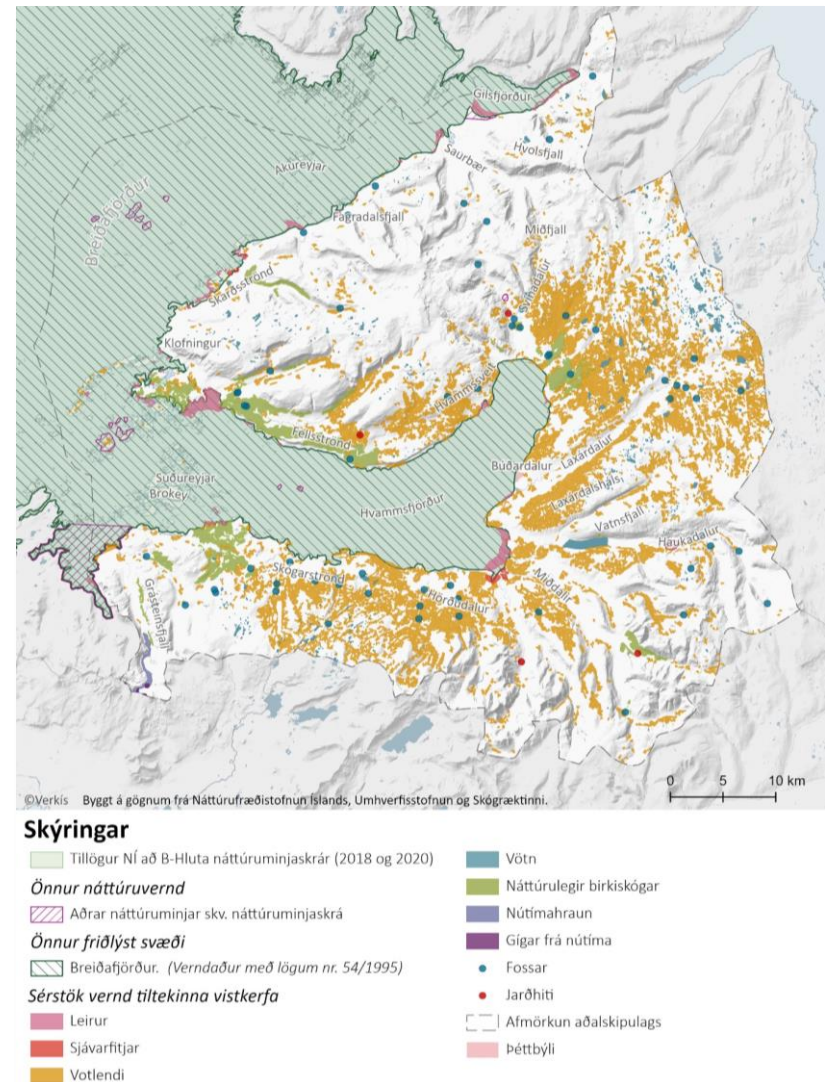 Gilsfjörður
Hvolsfjall
Saurbær
Akureyjar
Breiðafjörður
Fagradalsfjall
Miðfjall
Skarðsströnd
Klofningur
Hvammssveit
Fellsströnd
Búðardalur
Laxárdalur
Laxárdalsháls
Suðureyjar
Brokey
Hvammsfjörður
Vatnsfjall
Haukadalur
Skógarströnd
Miðdalir
Hörðudalur
Grásteinsfjall
0 5 10 km
©Verkís Byggt á gögnum frá Náttúrufræðistofnun Íslands, Umhverfisstofnun og Skógræktinni.
Skýringar
Tillögur NÍ að B-Hluta náttúruminjaskrár (2018 og 2020)
Önnur náttúruvernd
Aðrar náttúruminjar skv. náttúruminjaskrá
Önnur friðlýst svæði
Breiðafjörður. (Verndaður með lögum nr. 54/1995)
Sérstök vernd tiltekinna vistkerfa
Leirur
Sjávarfitjar
Votlendi
Vötn
Náttúrulegir birkiskógar
Nútímahraun
Gígar frá nútíma
Fossar
Jarðhiti
Afmörkun aðalskipulags
Þéttbýli